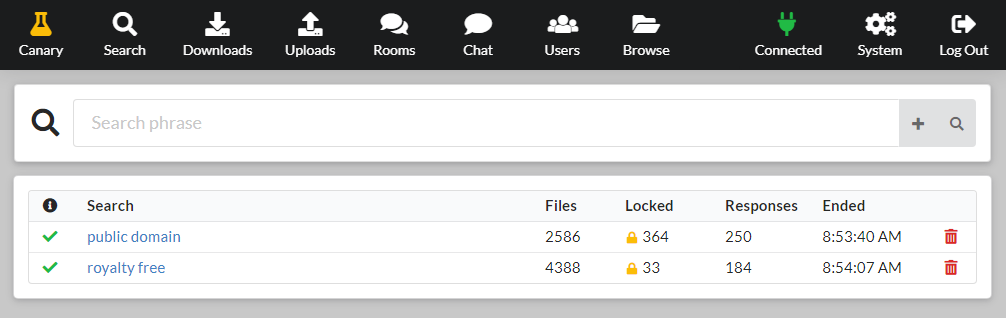 Canary Search Downloads Uploads Rooms Chat Users Browse Connected System Log Out
Search phrase
Search Files Locked Responses Ended
public domain 2586 364 250 8:53:40 AM
royalty free 4388 33 184 8:54:07 AM